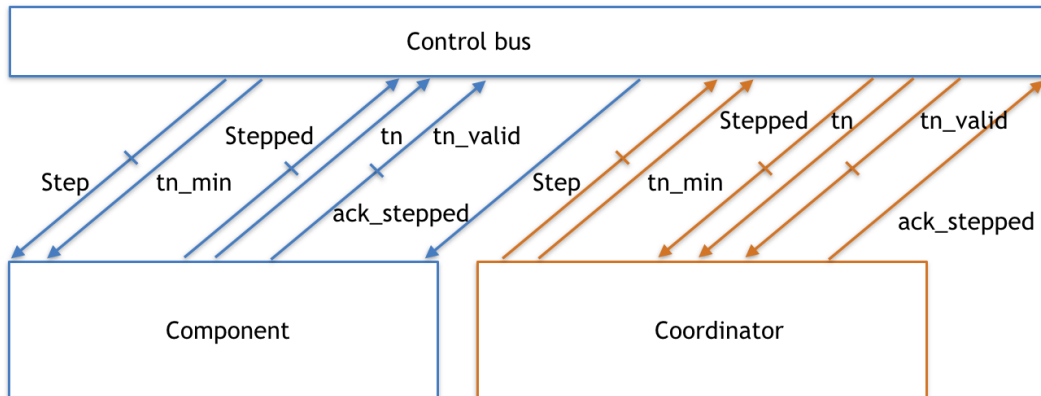 Control bus
Step
tn_min
Stepped
tn
tn_valid
ack_stepped
Step
tn_min
Stepped
tn
tn_valid
ack_stepped
Component
Coordinator